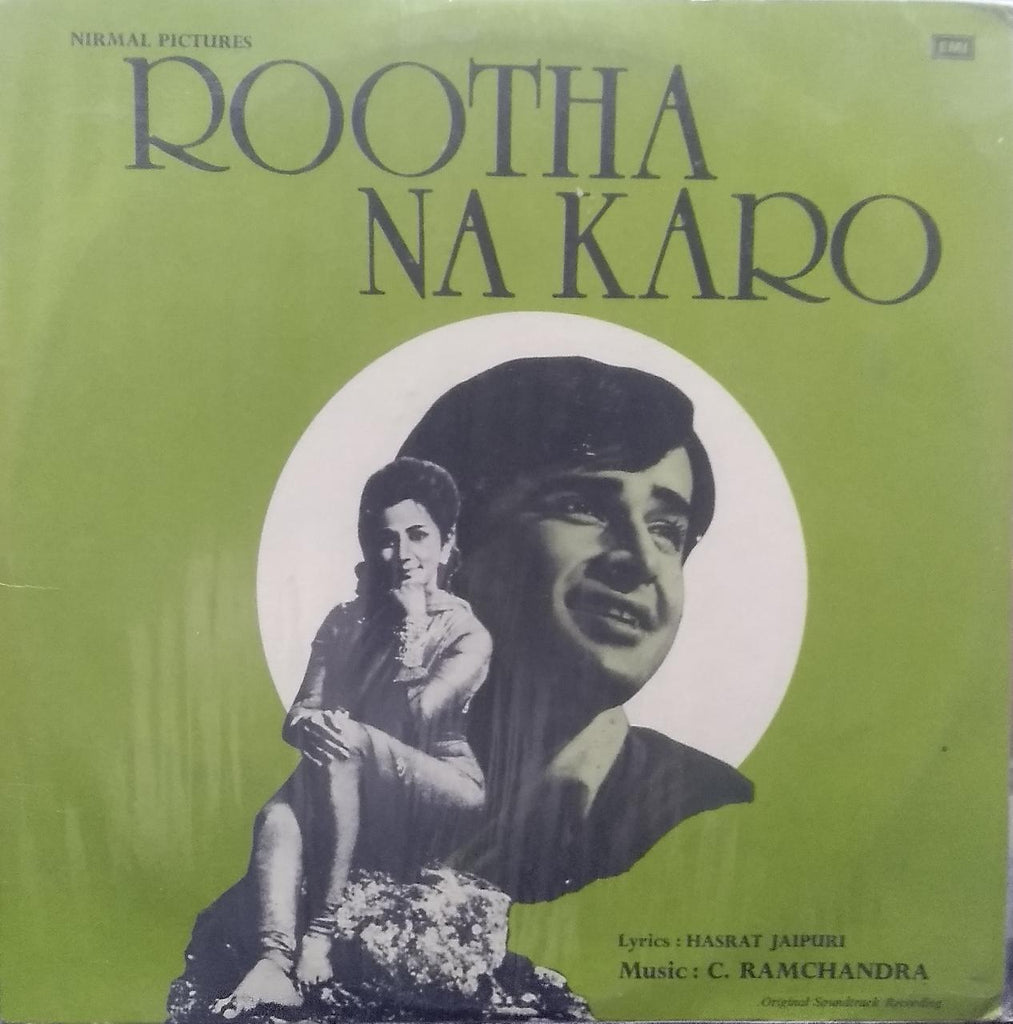 NIRMAL PICTURES
EMI
ROOTHA
NA KARO
Lyrics : HASRAT JAIPURI
Music : C. RAMCHANDRA
Original Soundtrack Recording